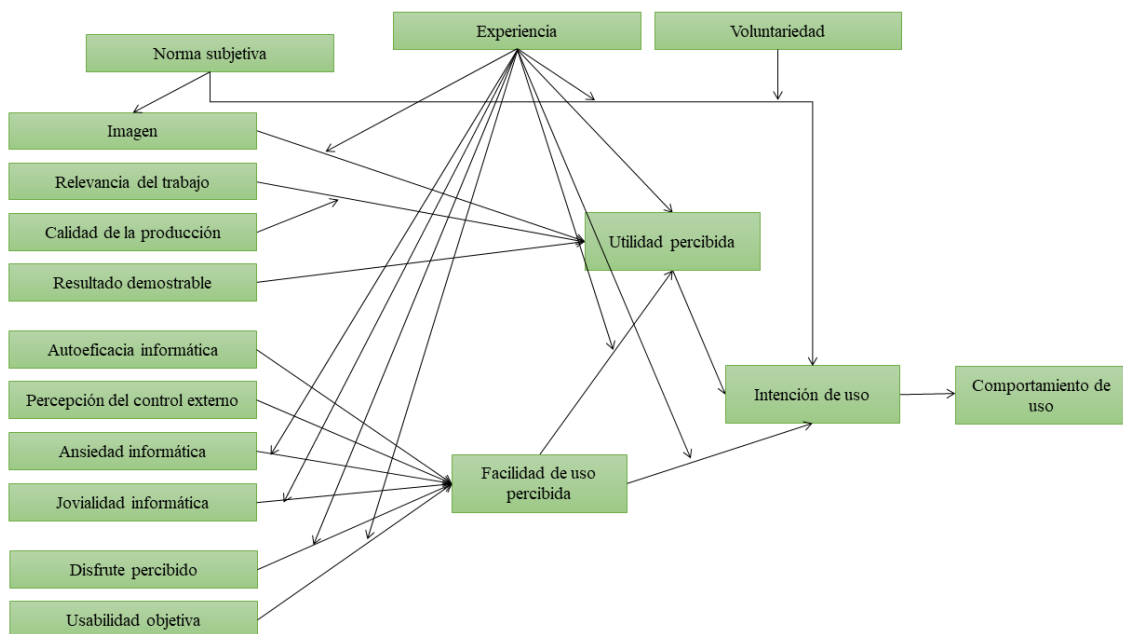 Experiencia
Voluntariedad
Norma subjetiva
Imagen
Relevancia del trabajo
Calidad de la producción
Utilidad percibida
Resultado demostrable
Autoeficacia informática
Percepción del control externo
Intención de uso
Comportamiento de
uso
Ansiedad informática
Facilidad de uso
percibida
Jovialidad informática
Disfrute percibido
Usabilidad objetiva